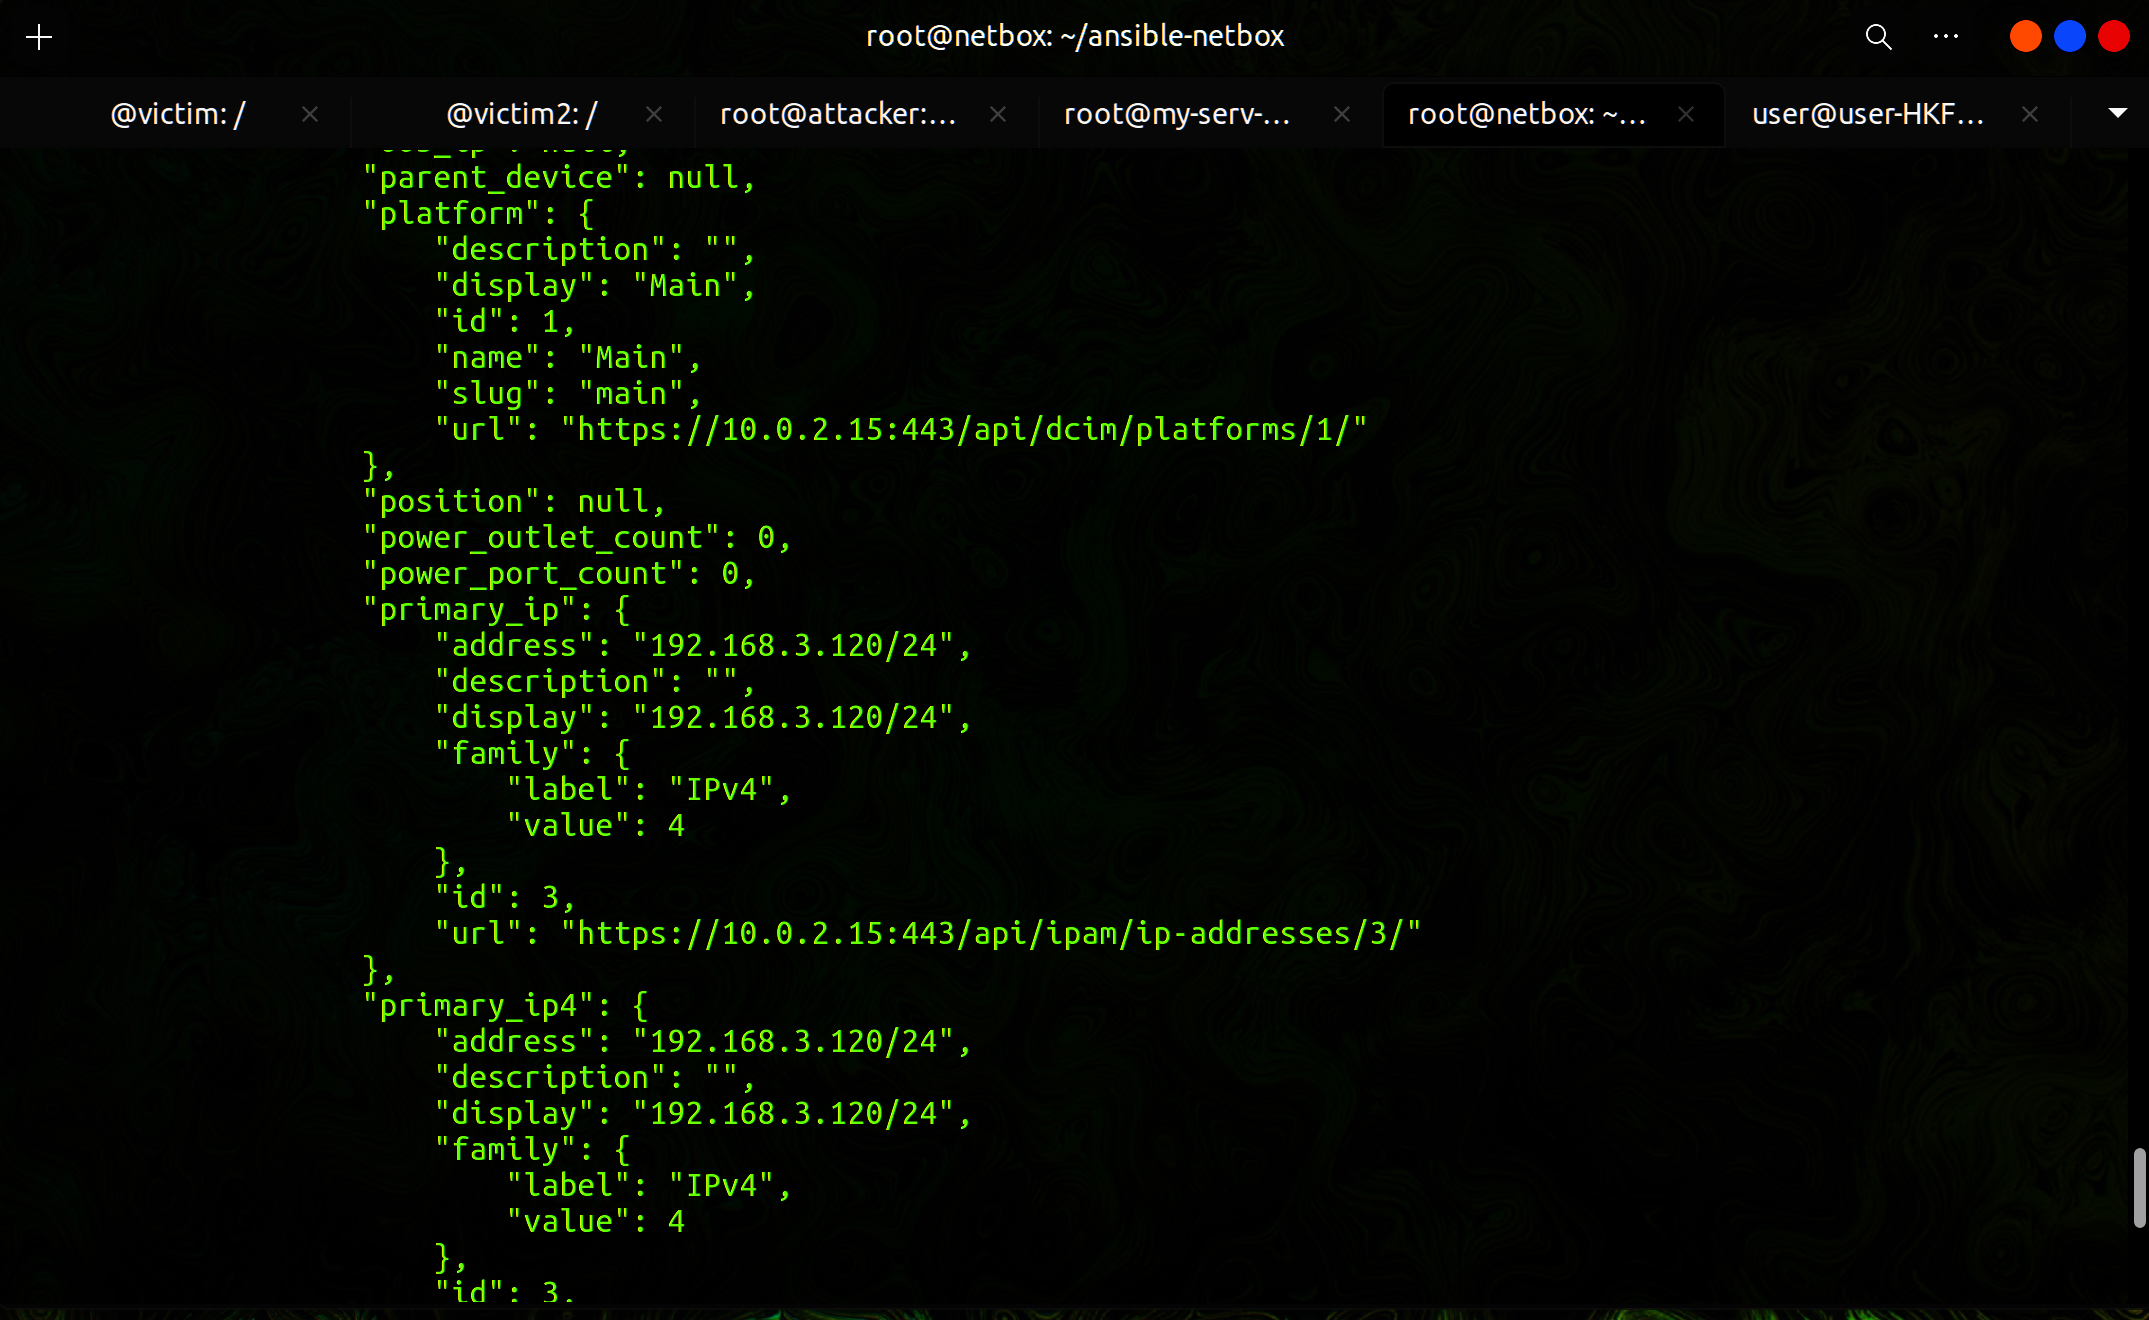 root@netbox: ~/ansible-netbox
@victim: /
@victim2: /
root@attacker:...
root@my-serv-...
root@netbox: ~...
user@user-HKF...
"parent_device": null,
"platform": {
"description": "",
"display": "Main",
"id": 1,
"name": "Main",
"slug": "main",
"url": "https://10.0.2.15:443/api/dcim/platforms/1/"
},
"position": null,
"power_outlet_count": 0,
"power_port_count": 0,
"primary_ip": {
"address": "192.168.3.120/24",
"description": "",
"display": "192.168.3.120/24",
"family": {
"label": "IPv4",
"value": 4
},
"id": 3,
"url": "https://10.0.2.15:443/api/ipam/ip-addresses/3/"
},
"primary_ip4": {
"address": "192.168.3.120/24",
"description": "",
"display": "192.168.3.120/24",
"family": {
"label": "IPv4",
"value": 4
},
"id": 3,